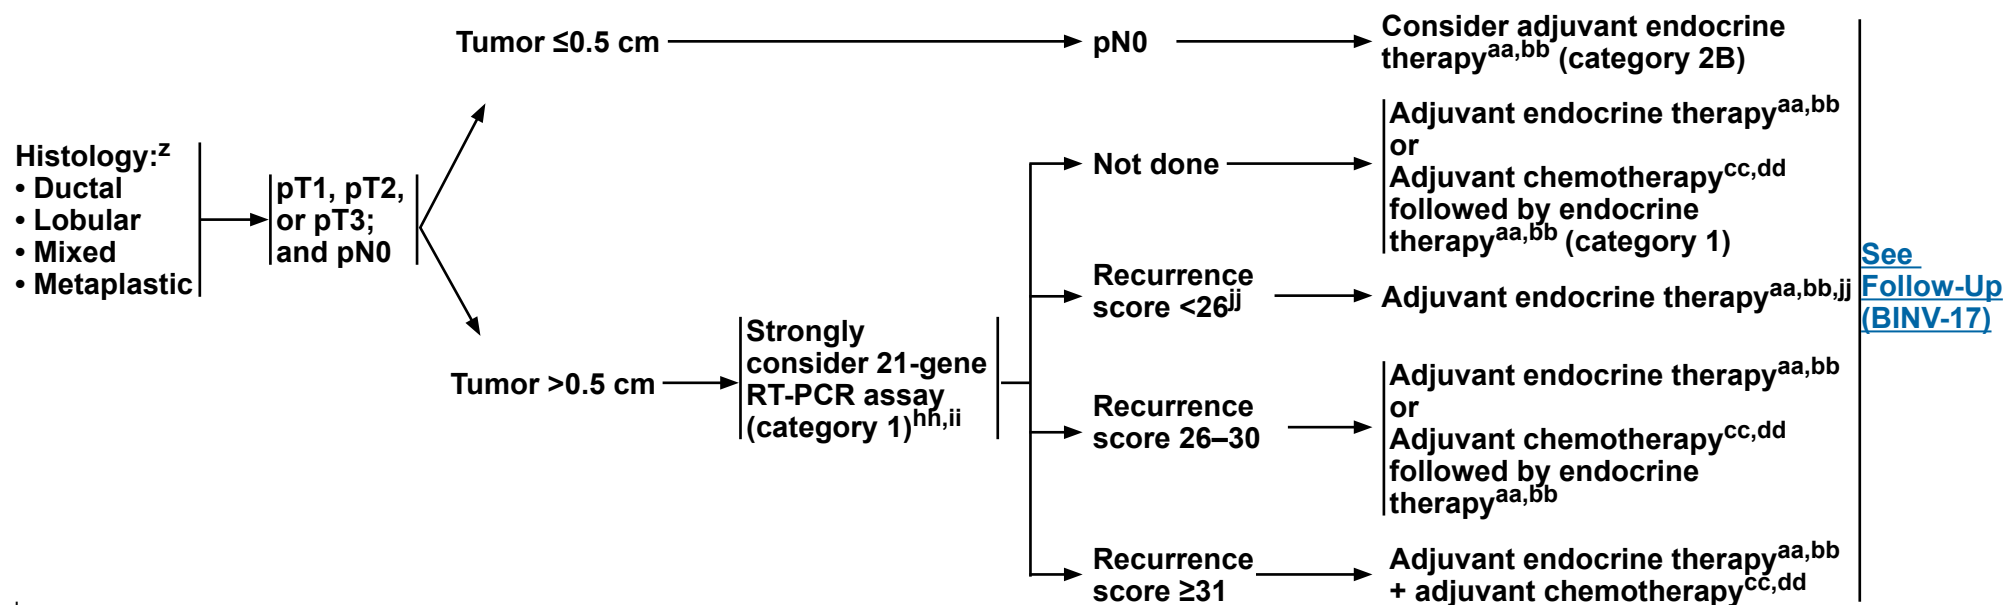 Histology:z
• Ductal
• Lobular
• Mixed
• Metaplastic
pT1, pT2,
or pT3;
and pN0
Tumor ≤0.5 cm
pN0
Consider adjuvant endocrine
therapyaa,bb (category 2B)
Tumor >0.5 cm
Strongly
consider 21-gene
RT-PCR assay
(category 1)hh,ii
Not done
Adjuvant endocrine therapyaa,bb
or
Adjuvant chemotherapycc,dd
followed by endocrine
therapyaa,bb (category 1)
Recurrence
score <26jj
Adjuvant endocrine therapyaa,bb,jj
Recurrence
score 26–30
Adjuvant endocrine therapyaa,bb
or
Adjuvant chemotherapycc,dd
followed by endocrine
therapyaa,bb
Recurrence
score ≥31
Adjuvant endocrine therapyaa,bb
+ adjuvant chemotherapycc,dd
See
Follow-Up
(BINV-17)